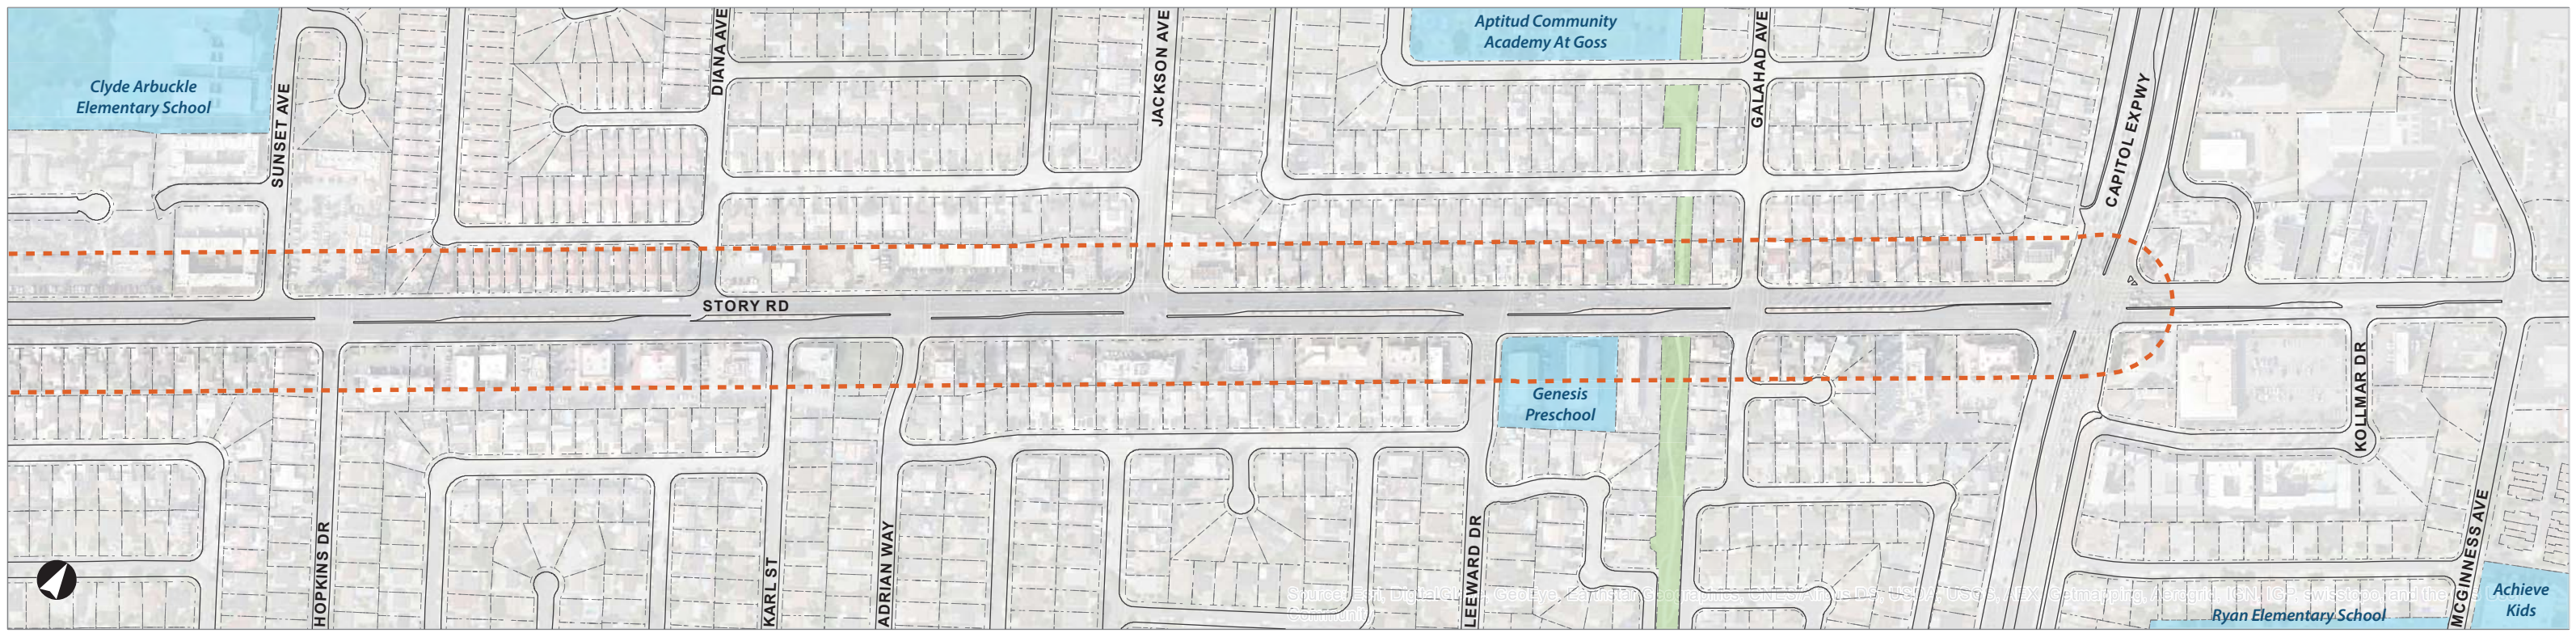 Aptitud Community
Academy At Goss
Clyde Arbuckle
Elementary School
SUNSET AVE
DIANA AVE
JACKSON AVE
GALAHAD AVE
CAPITOL EXPWY
STORY RD
Genesis
Preschool
HOPKINS DR
KARL ST
ADRIAN WAY
LEEWARD DR
KOLLMAR DR
MCGINNESS AVE
Achieve
Kids
Ryan Elementary School
Community